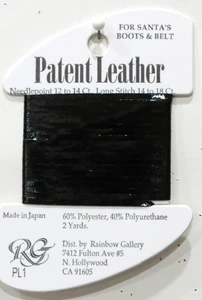 FOR SANTA'S
BOOTS & BELT
Patent Leather
Needlepoint 12 to 14 Ct., Long Stitch 14 to 18 Ct.
Made in Japan
60% Polyester, 40% Polyurethane
2 Yards.
RG
PL1
Dist. by Rainbow Gallery
7412 Fulton Ave #5
N. Hollywood
CA 91605